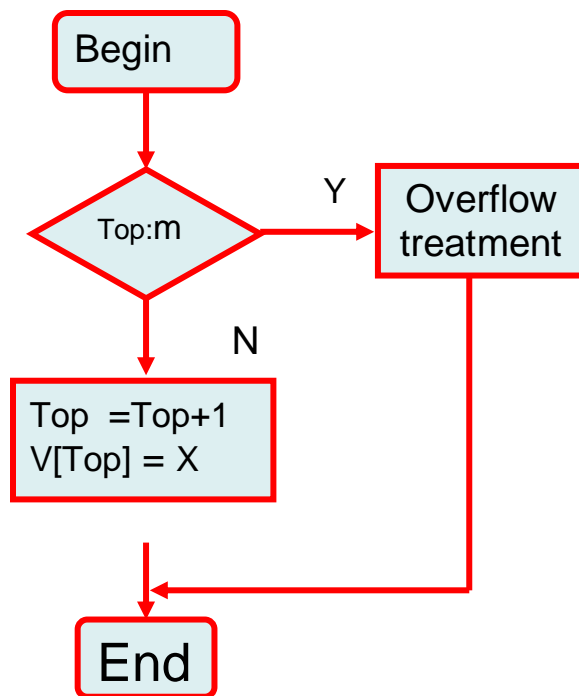 Begin
Top:m
Y
Overflow
treatment
N
Top =Top+1
V[Top] = X
End